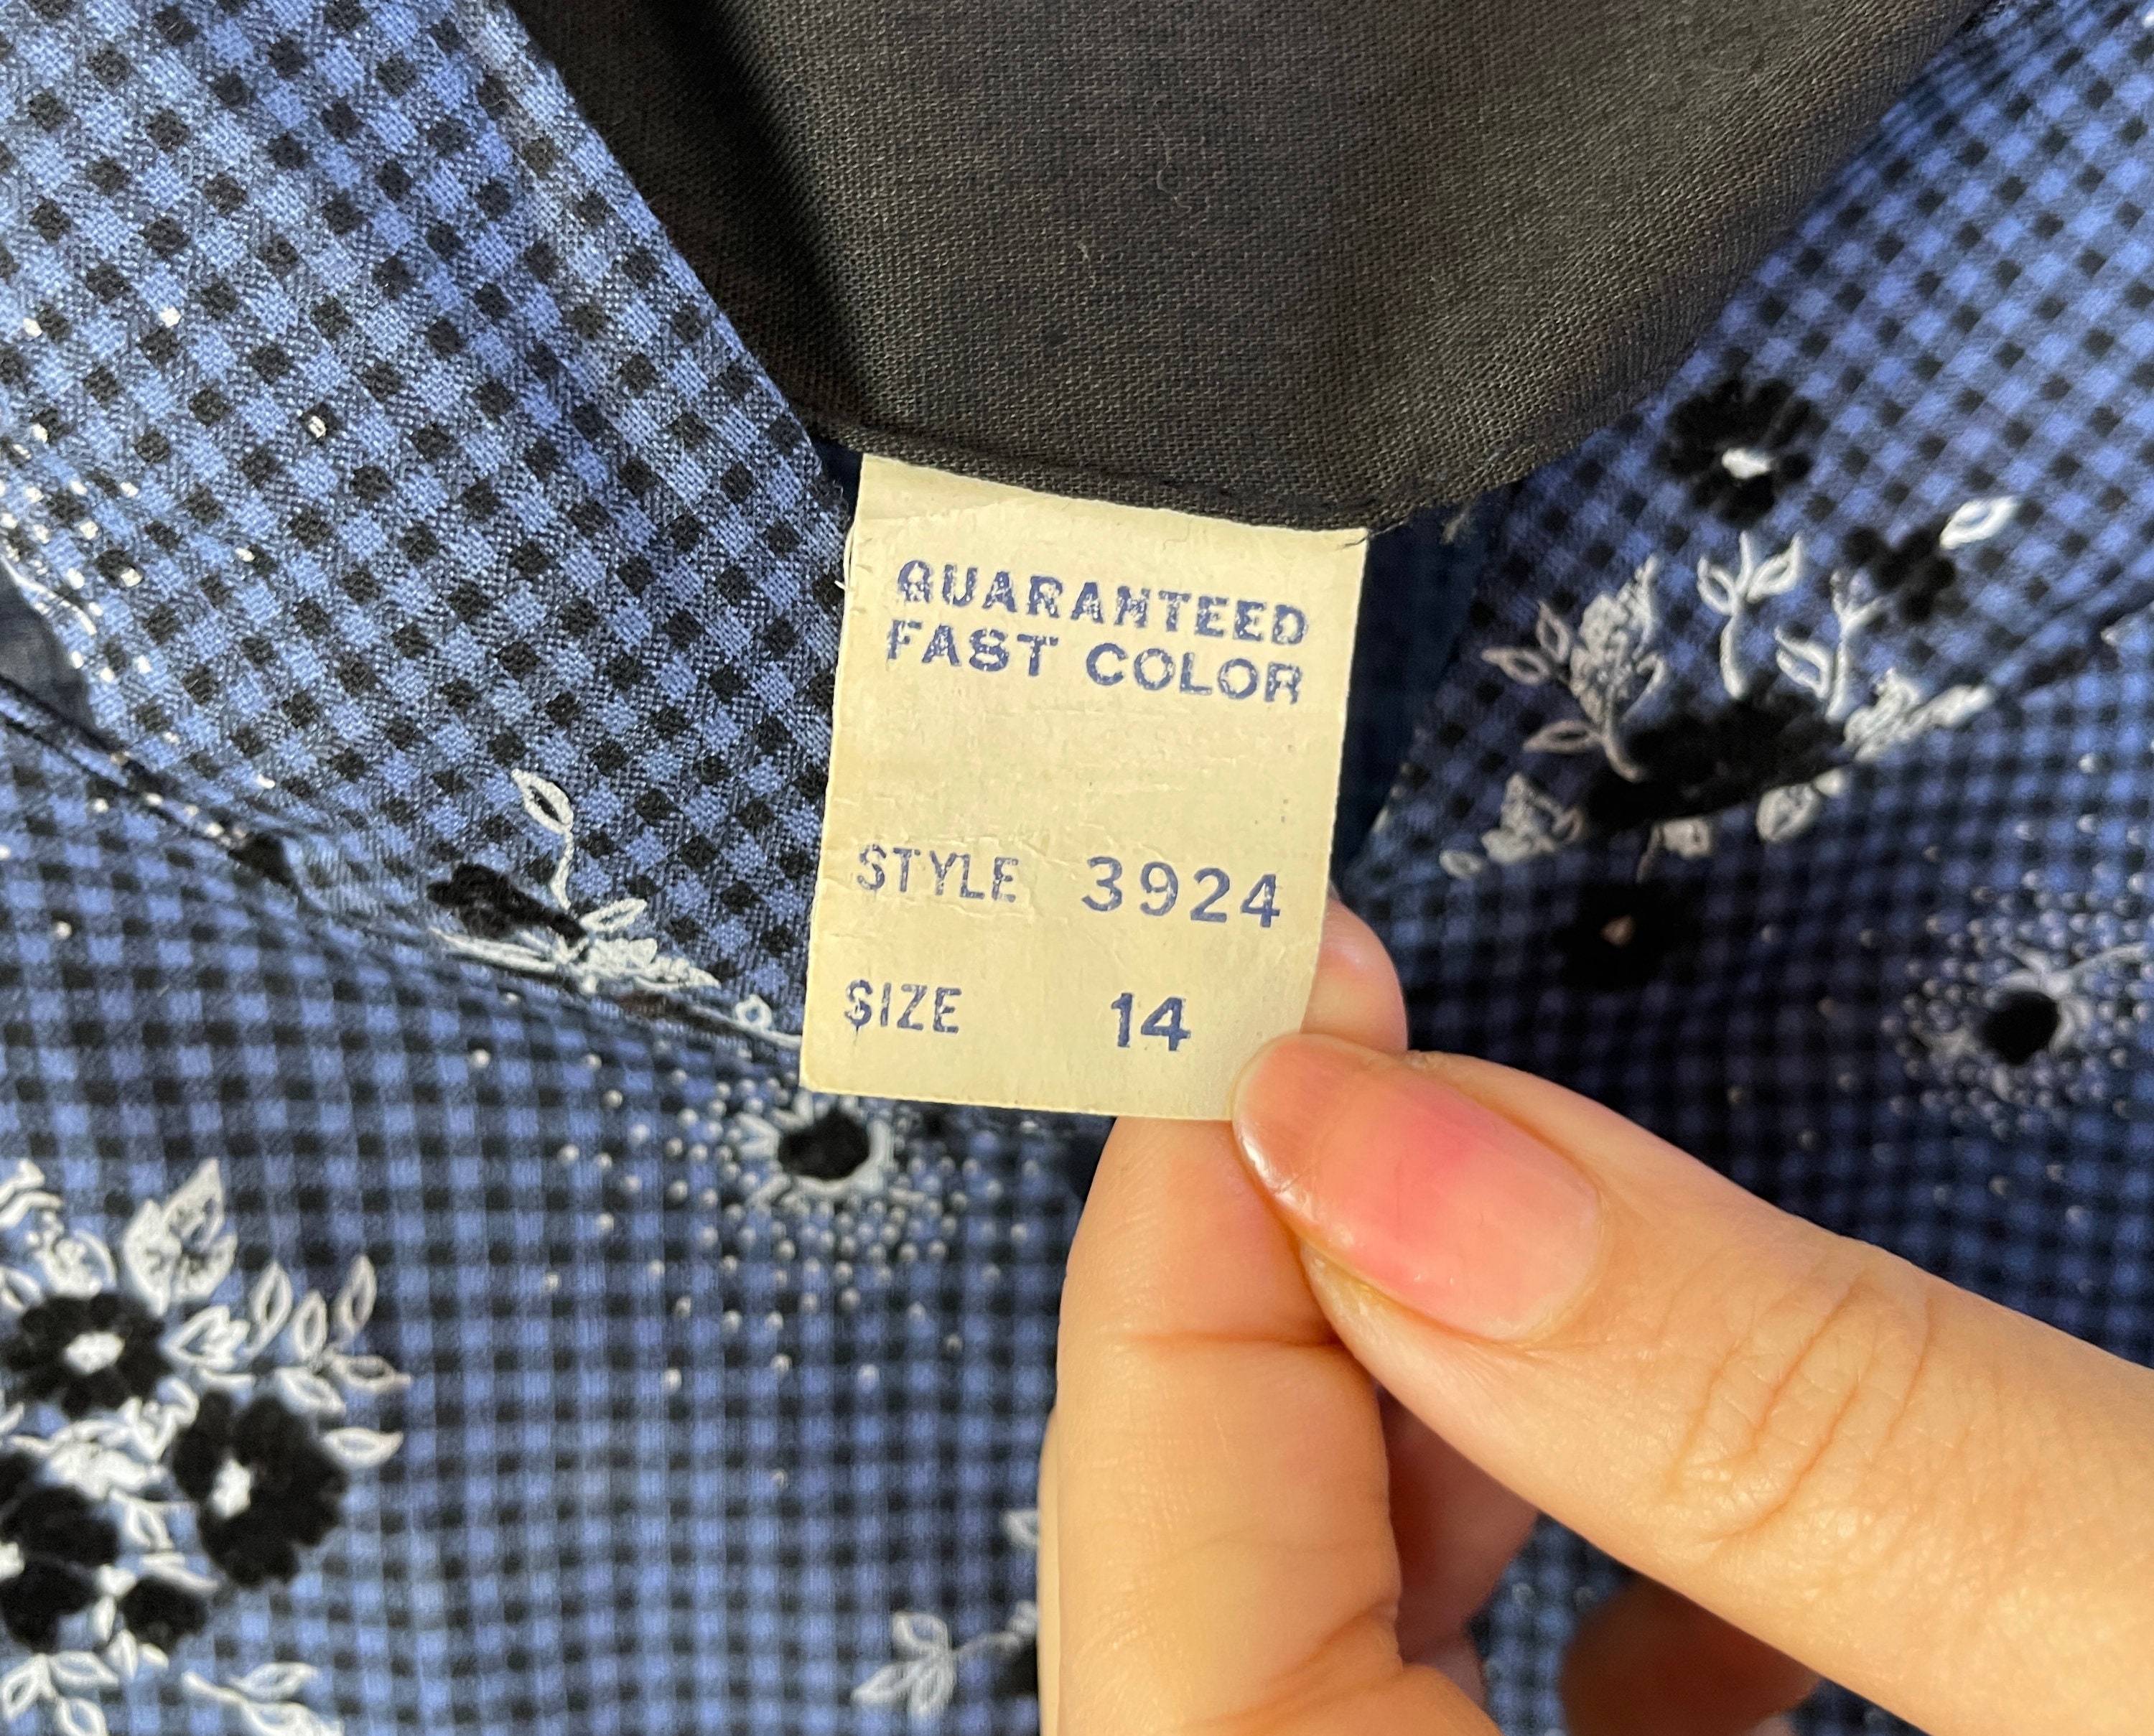 GUARANTEED
FAST COLOR
STYLE 3924
SIZE 14